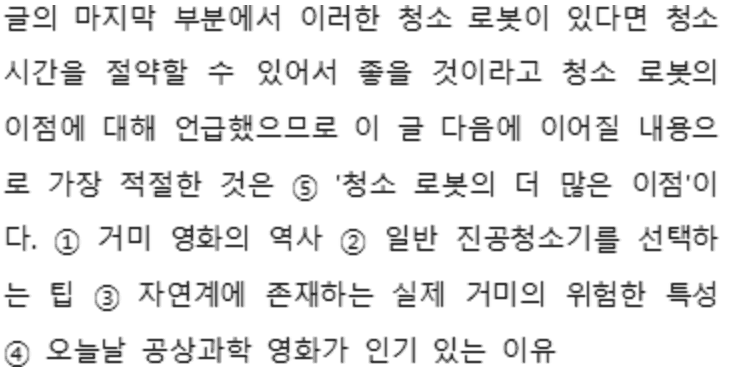 글의 마지막 부분에서 이러한 청소 로봇이 있다면 청소
시간을 절약할 수 있어서 좋을 것이라고 청소 로봇의
이점에 대해 언급했으므로 이 글 다음에 이어질 내용으
로 가장 적절한 것은 ⑤ '청소 로봇의 더 많은 이점'이
다. ① 거미 영화의 역사 ② 일반 진공청소기를 선택하
는 팁 ③ 자연계에 존재하는 실제 거미의 위험한 특성
④ 오늘날 공상과학 영화가 인기 있는 이유